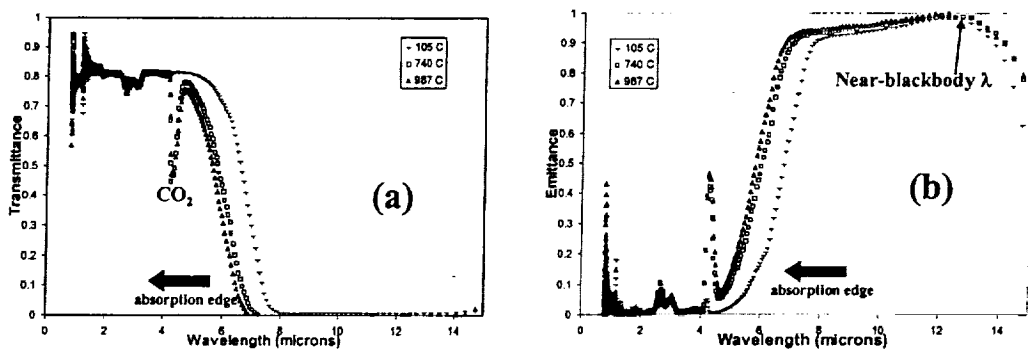 1
0.9
0.8
0.7
0.6
0.5
0.4
0.3
0.2
0.1
0
Transmittance
105 C
740 C
987 C
CO2
(a)
absorption edge
0 2 4 6 8 10 12 14
Wavelength (microns)
1
0.9
0.8
0.7
0.6
0.5
0.4
0.3
0.2
0.1
0
Emittance
105 C
740 C
987 C
Near-blackbody λ
(b)
absorption edge
0 2 4 6 8 10 12 14
Wavelength (microns)